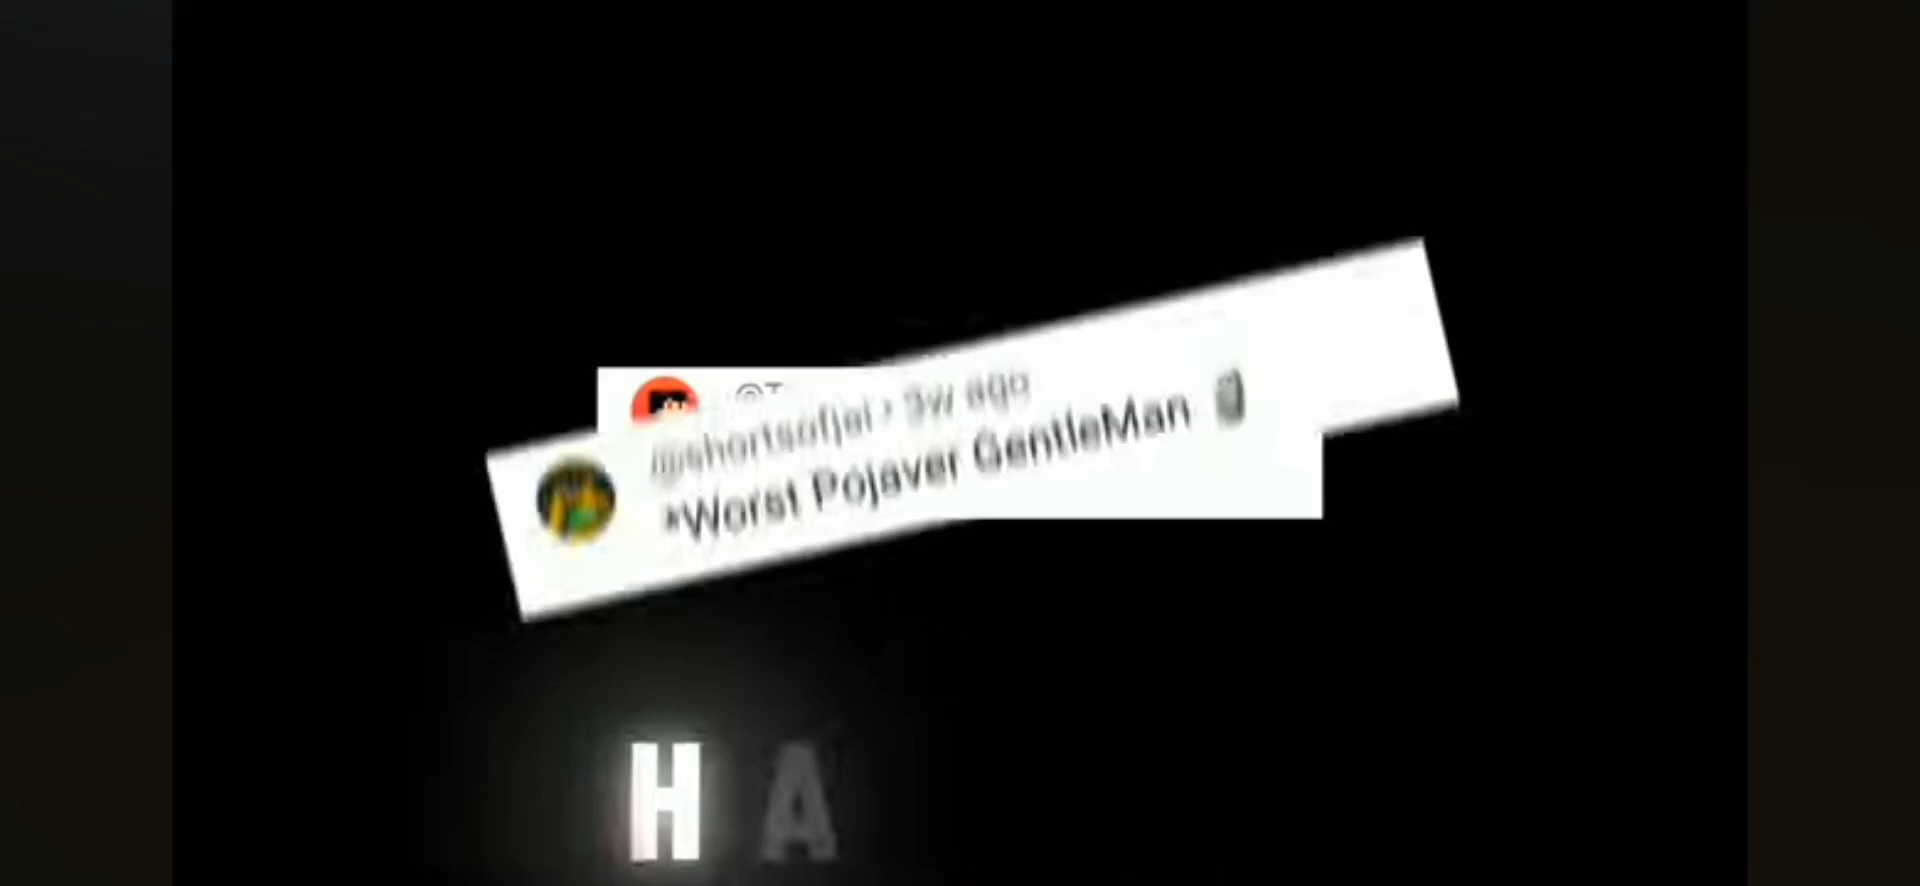 @T
@shortsofjai • 3w ago
*Worst Pojaver GentleMan 🗿
H A